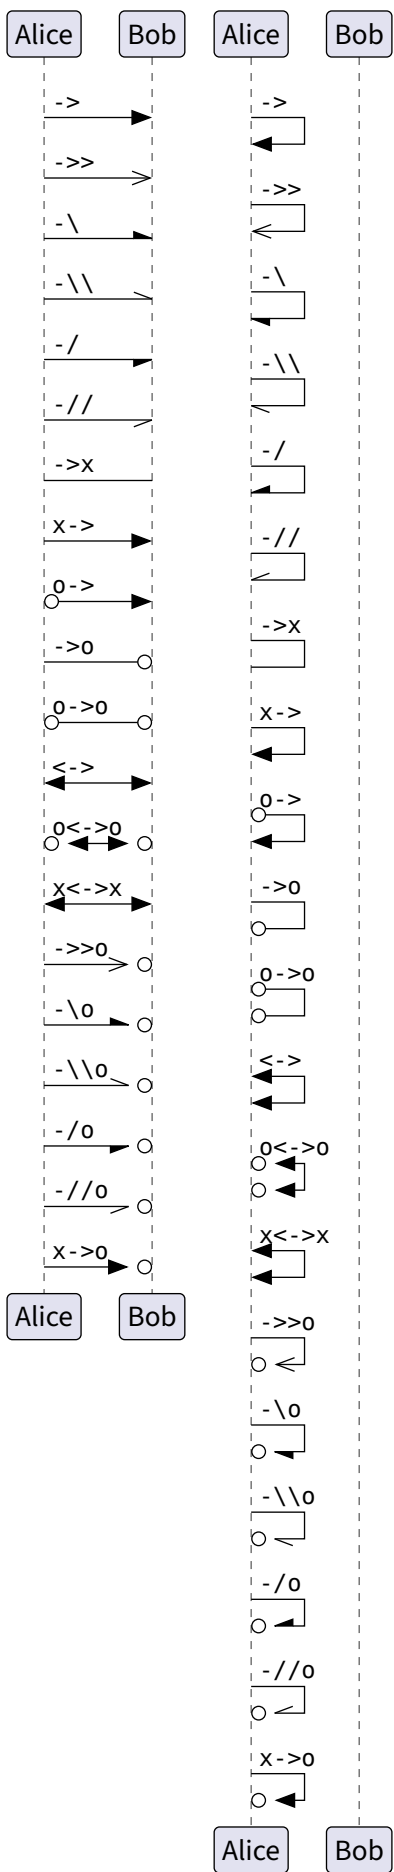 Alice Bob
->
->>
-\
-\\
-/
-//
->x
x->
o->
->o
o->o
<->
o<->o
x<->x
->>o
-\o
-\\o
-/o
-//o
x->o
Alice Bob
Alice Bob
->
->>
-\
-\\
-/
-//
->x
x->
o->
->o
o->o
<->
o<->o
x<->x
->>o
-\o
-\\o
-/o
-//o
x->o
Alice Bob